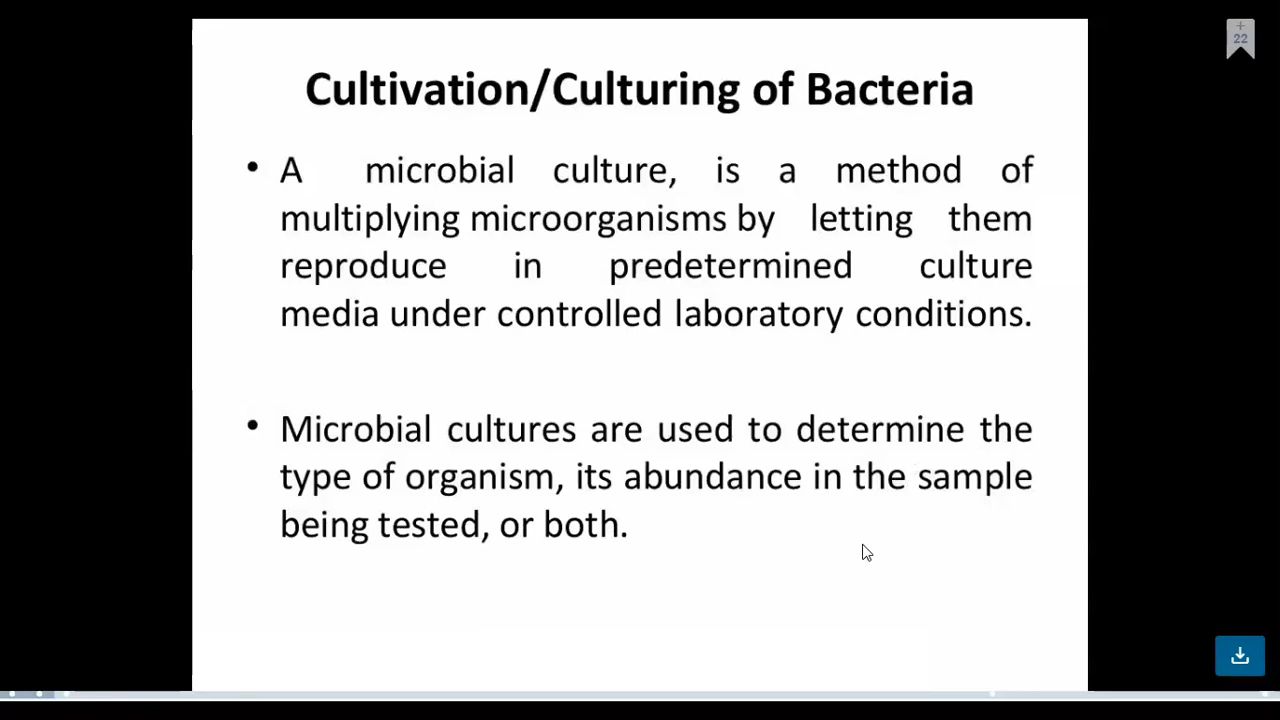 +
22
Cultivation/Culturing of Bacteria
• A microbial culture, is a method of
multiplying microorganisms by letting them
reproduce in predetermined culture
media under controlled laboratory conditions.
• Microbial cultures are used to determine the
type of organism, its abundance in the sample
being tested, or both.